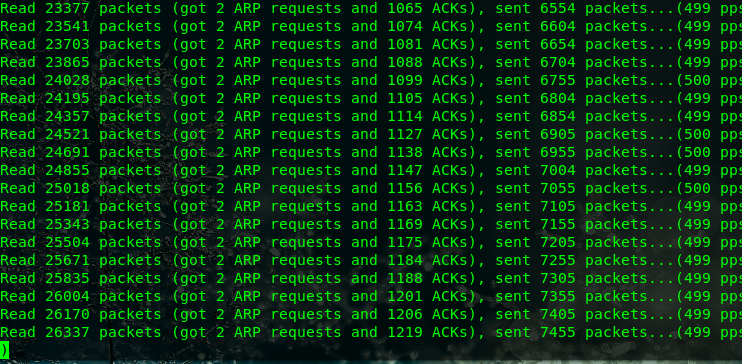 Read 23377 packets (got 2 ARP requests and 1065 ACKs), sent 6554 packets...(499 pps
Read 23541 packets (got 2 ARP requests and 1074 ACKs), sent 6604 packets...(499 pps
Read 23703 packets (got 2 ARP requests and 1081 ACKs), sent 6654 packets...(499 pps
Read 23865 packets (got 2 ARP requests and 1088 ACKs), sent 6704 packets...(499 pps
Read 24028 packets (got 2 ARP requests and 1099 ACKs), sent 6755 packets...(500 pps
Read 24195 packets (got 2 ARP requests and 1105 ACKs), sent 6804 packets...(499 pps
Read 24357 packets (got 2 ARP requests and 1114 ACKs), sent 6854 packets...(499 pps
Read 24521 packets (got 2 ARP requests and 1127 ACKs), sent 6905 packets...(500 pps
Read 24691 packets (got 2 ARP requests and 1138 ACKs), sent 6955 packets...(500 pps
Read 24855 packets (got 2 ARP requests and 1147 ACKs), sent 7004 packets...(499 pps
Read 25018 packets (got 2 ARP requests and 1156 ACKs), sent 7055 packets...(500 pps
Read 25181 packets (got 2 ARP requests and 1163 ACKs), sent 7105 packets...(499 pps
Read 25343 packets (got 2 ARP requests and 1169 ACKs), sent 7155 packets...(499 pps
Read 25504 packets (got 2 ARP requests and 1175 ACKs), sent 7205 packets...(499 pps
Read 25671 packets (got 2 ARP requests and 1184 ACKs), sent 7255 packets...(499 pps
Read 25835 packets (got 2 ARP requests and 1188 ACKs), sent 7305 packets...(499 pps
Read 26004 packets (got 2 ARP requests and 1201 ACKs), sent 7355 packets...(499 pps
Read 26170 packets (got 2 ARP requests and 1206 ACKs), sent 7405 packets...(499 pps
Read 26337 packets (got 2 ARP requests and 1219 ACKs), sent 7455 packets...(499 pps
)